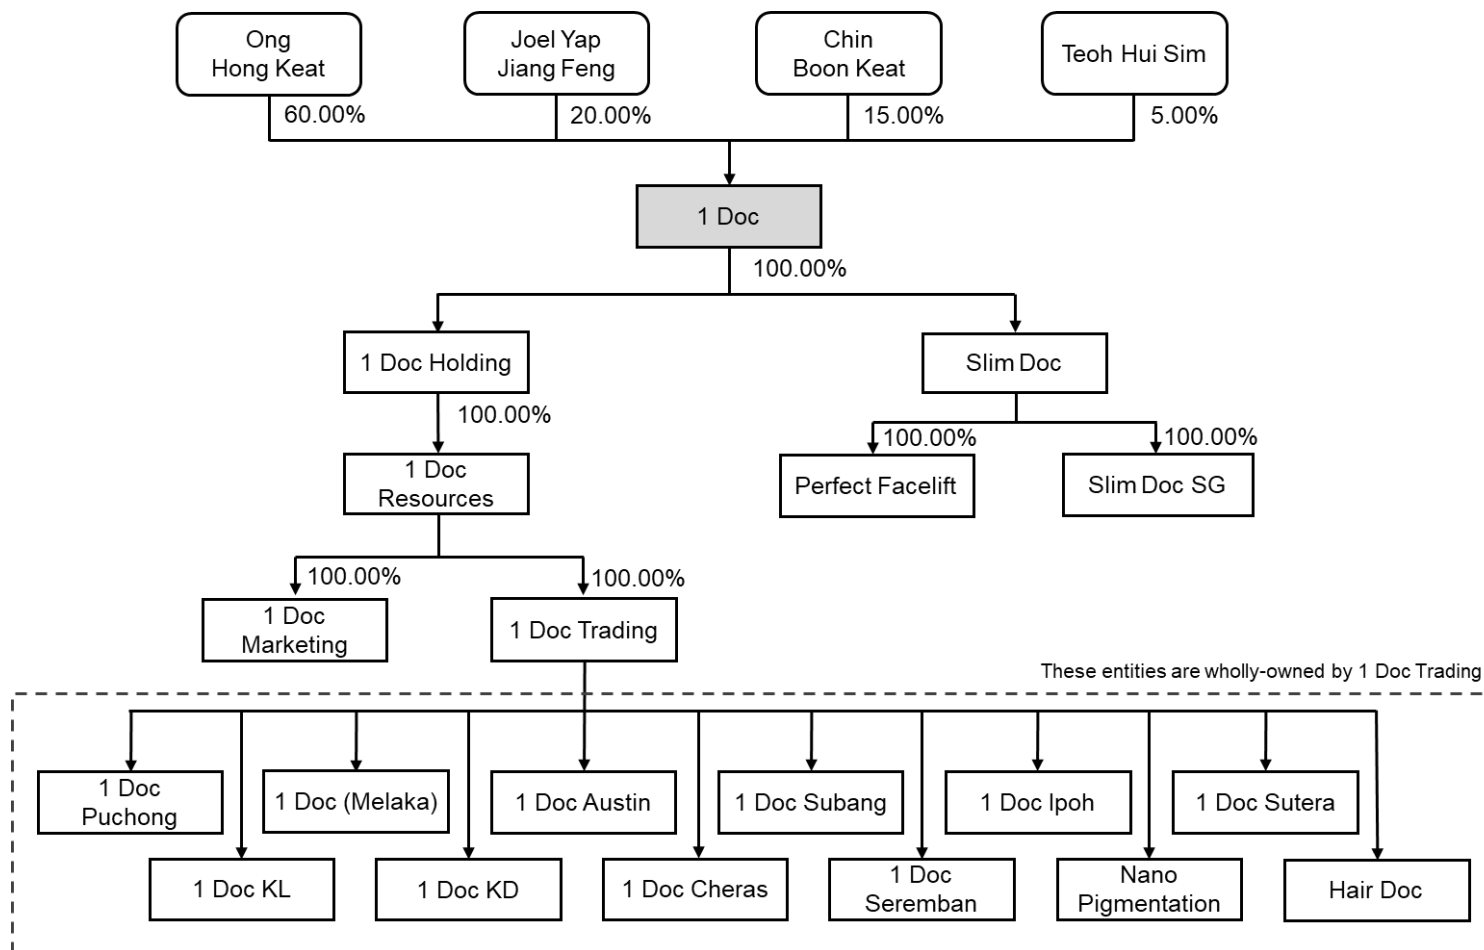 Ong
Hong Keat
Joel Yap
Jiang Feng
Chin
Boon Keat
Teoh Hui Sim
60.00%
20.00%
15.00%
5.00%
1 Doc
100.00%
1 Doc Holding
Slim Doc
100.00%
100.00%
100.00%
1 Doc
Resources
Perfect Facelift
Slim Doc SG
100.00%
100.00%
1 Doc
Marketing
1 Doc Trading
These entities are wholly-owned by 1 Doc Trading
1 Doc
Puchong
1 Doc (Melaka)
1 Doc Austin
1 Doc Subang
1 Doc Ipoh
1 Doc Sutera
1 Doc KL
1 Doc KD
1 Doc Cheras
1 Doc
Seremban
Nano
Pigmentation
Hair Doc